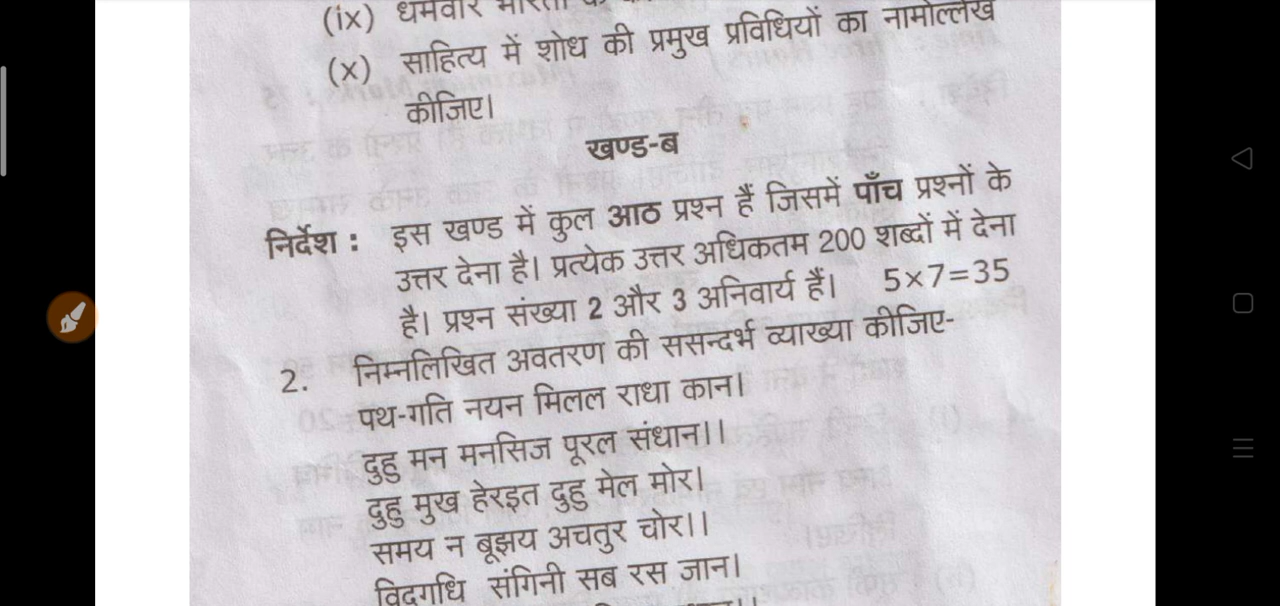 (ix) धर्मवीर भारती
(x) साहित्य में शोध की प्रमुख प्रविधियों का नामोल्लेख
कीजिए।
खण्ड-ब
निर्देश : इस खण्ड में कुल आठ प्रश्न हैं जिसमें पाँच प्रश्नों के
उत्तर देना है। प्रत्येक उत्तर अधिकतम 200 शब्दों में देना
है। प्रश्न संख्या 2 और 3 अनिवार्य हैं। 5×7=35
2. निम्नलिखित अवतरण की ससन्दर्भ व्याख्या कीजिए-
पथ-गति नयन मिलल राधा कान।
दुहु मन मनसिज पूरल संधान।।
दुहु मुख हेरइत दुहु मेल मोर।
समय न बूझय अचतुर चोर।।
विदगधि संगिनी सब रस जान।